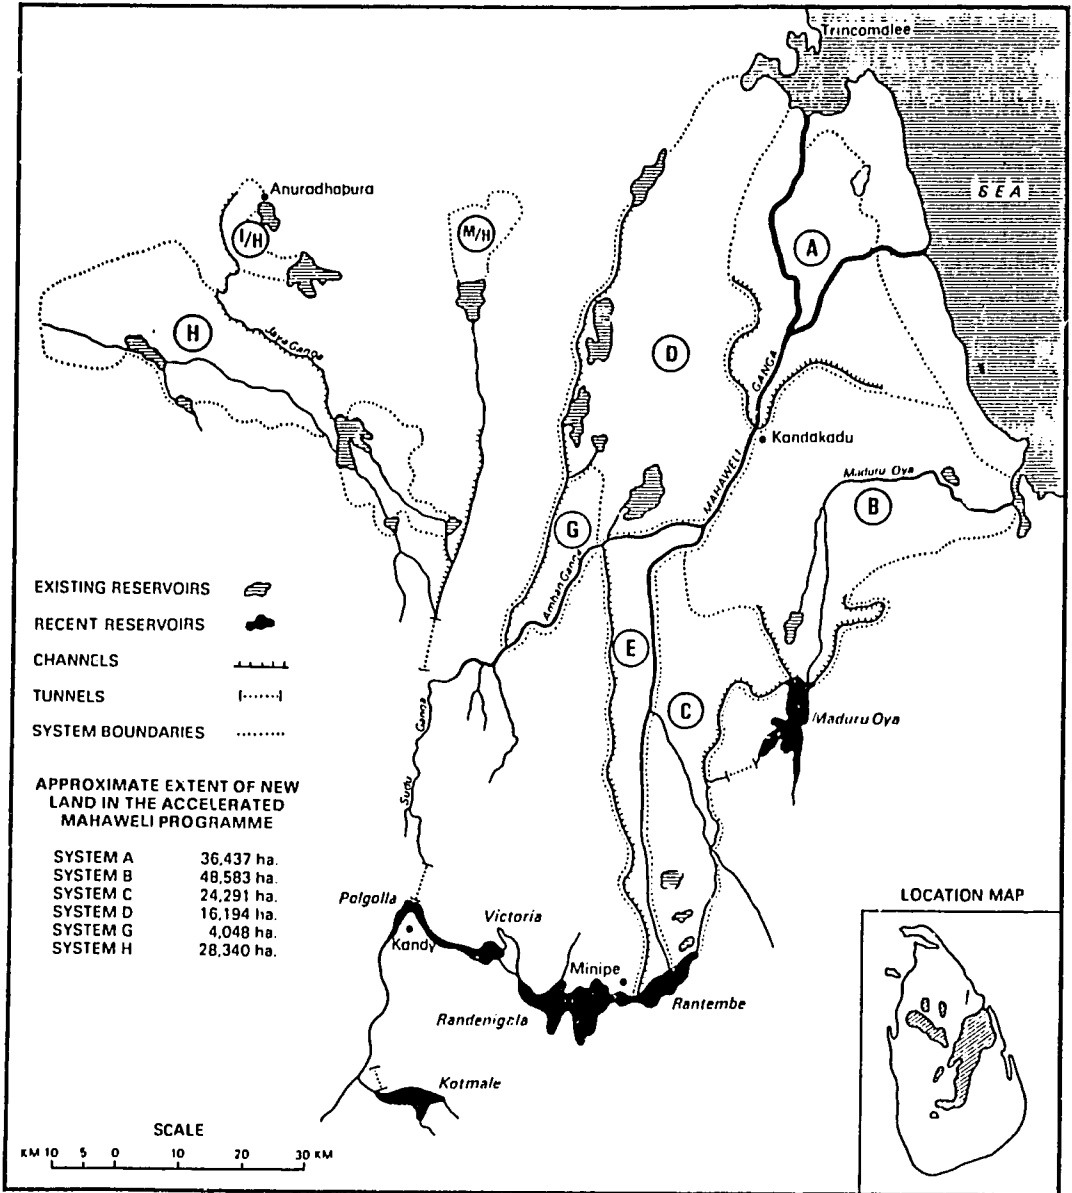 Trincomalee
SEA
Anuradhapura
I/H
M/H
A
H
Jaya Ganga
D
GANGA
MAHAWELI
Kandakadu
Maduru Oya
B
G
Amban Ganga
E
C
Maduru Oya
Sudu Ganga
EXISTING RESERVOIRS
RECENT RESERVOIRS
CHANNELS
TUNNELS
SYSTEM BOUNDARIES
APPROXIMATE EXTENT OF NEW
LAND IN THE ACCELERATED
MAHAWELI PROGRAMME
SYSTEM A 36,437 ha.
SYSTEM B 48,583 ha.
SYSTEM C 24,291 ha.
SYSTEM D 16,194 ha.
SYSTEM G 4,048 ha.
SYSTEM H 28,340 ha.
Polgolla
Kandy
Victoria
Minipe
Randenigala
Rantembe
Kotmale
LOCATION MAP
SCALE
KM 10 5 0 10 20 30 KM